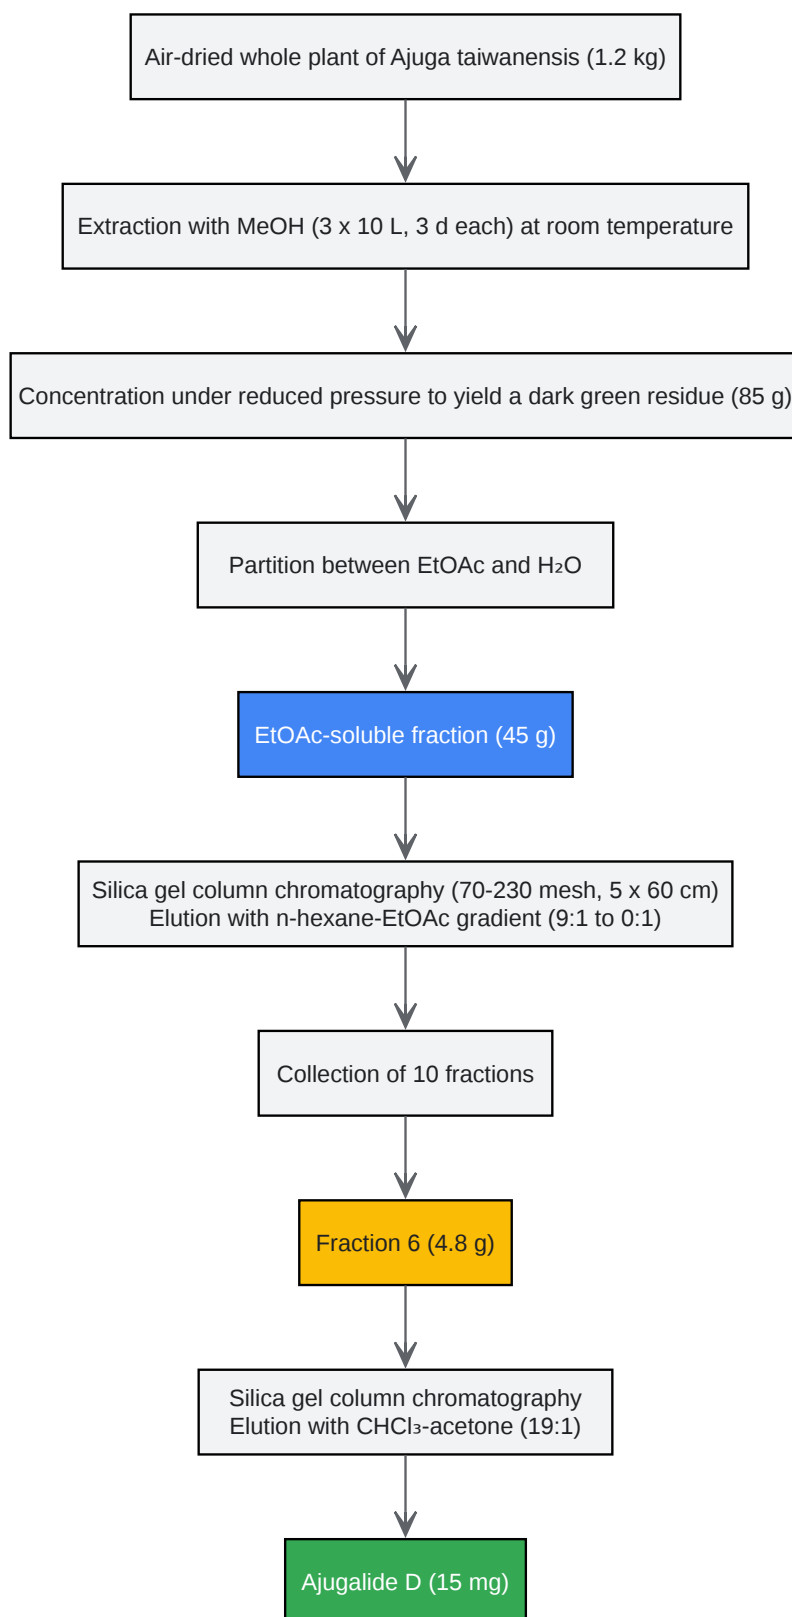 Air-dried whole plant of Ajuga taiwanensis (1.2 kg)
Extraction with MeOH (3 x 10 L, 3 d each) at room temperature
Concentration under reduced pressure to yield a dark green residue (85 g)
Partition between EtOAc and H₂O
EtOAc-soluble fraction (45 g)
Silica gel column chromatography (70-230 mesh, 5 x 60 cm)
Elution with n-hexane-EtOAc gradient (9:1 to 0:1)
Collection of 10 fractions
Fraction 6 (4.8 g)
Silica gel column chromatography
Elution with CHCl₃-acetone (19:1)
Ajugalide D (15 mg)